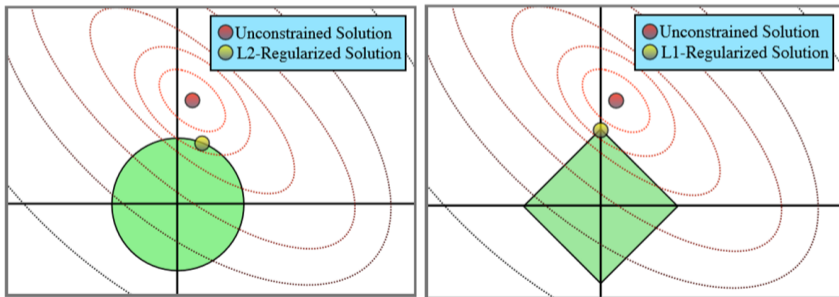 Unconstrained Solution
L2-Regularized Solution
Unconstrained Solution
L1-Regularized Solution